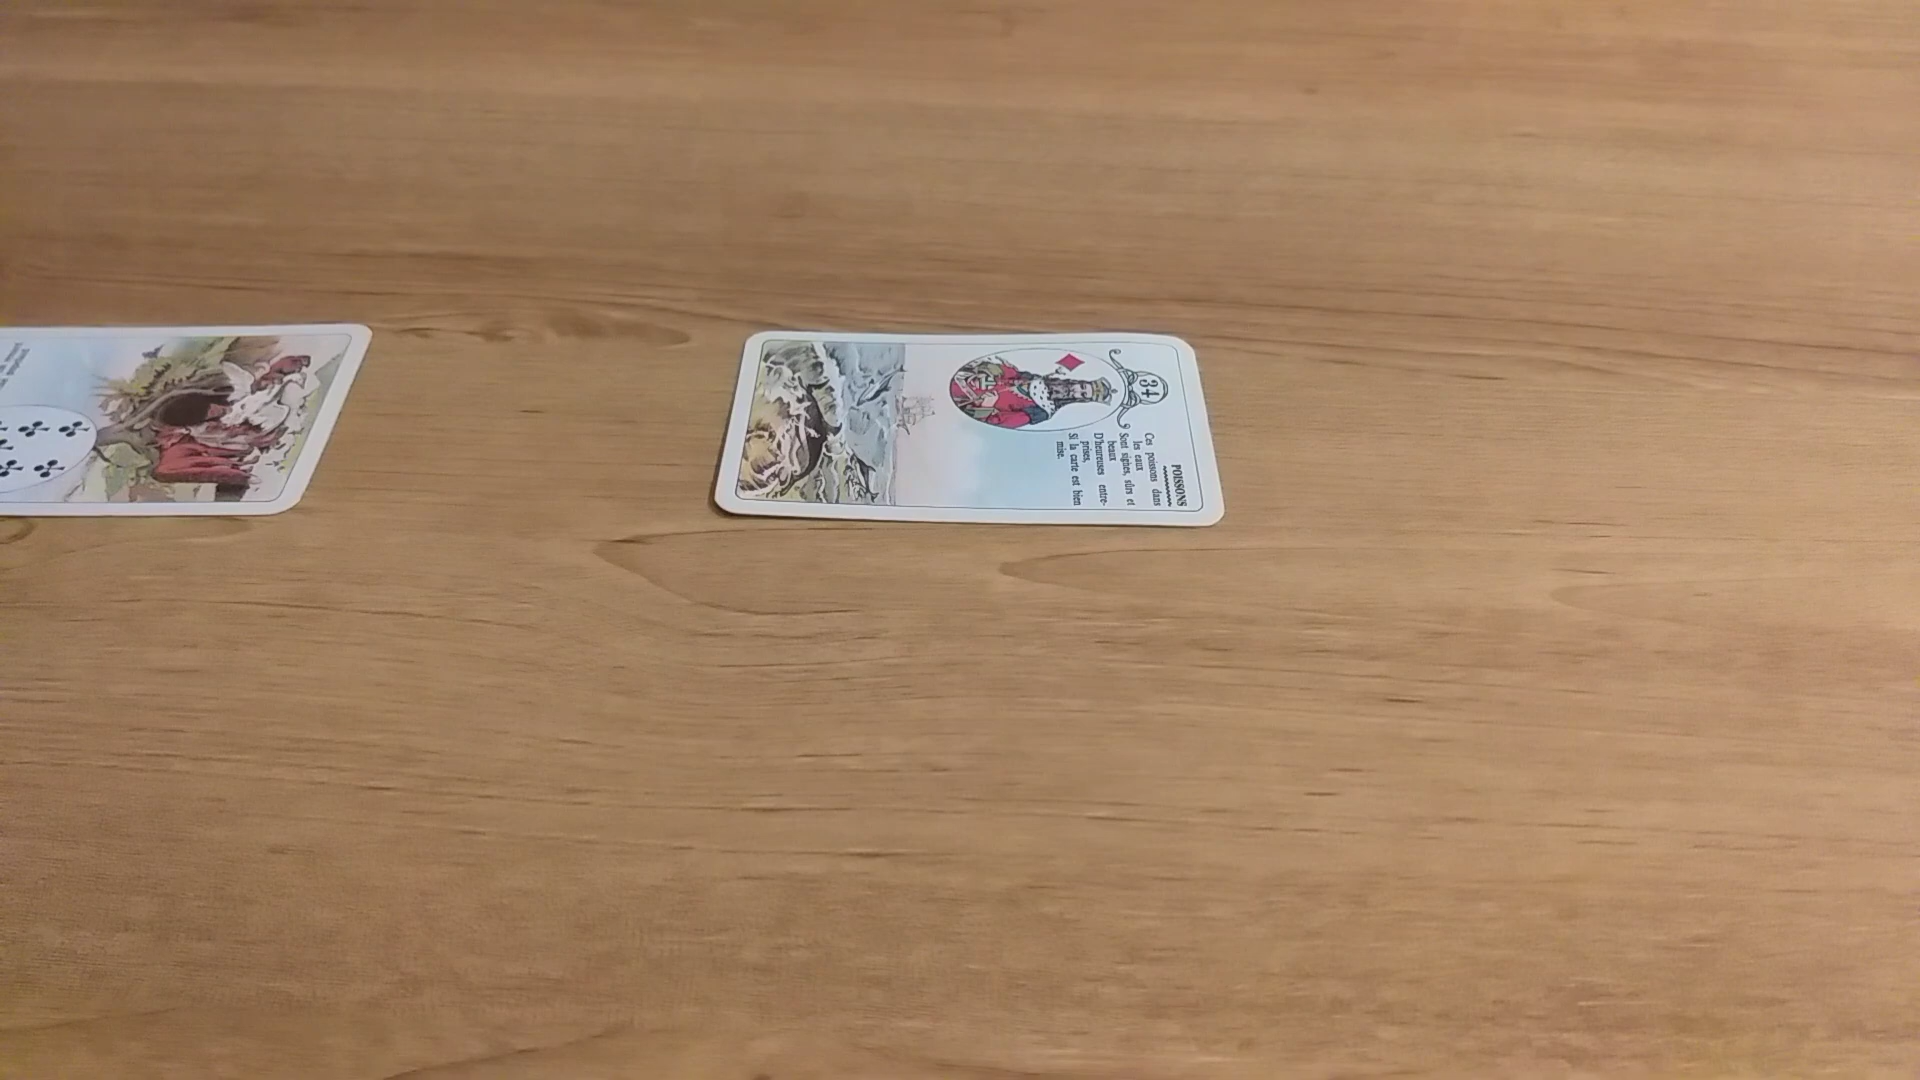 34
POISSONS
Ces poissons dans
les eaux
Sont signes, sûrs et
beaux
D'heureuses entre-
prises,
Si la carte est bien
mise.